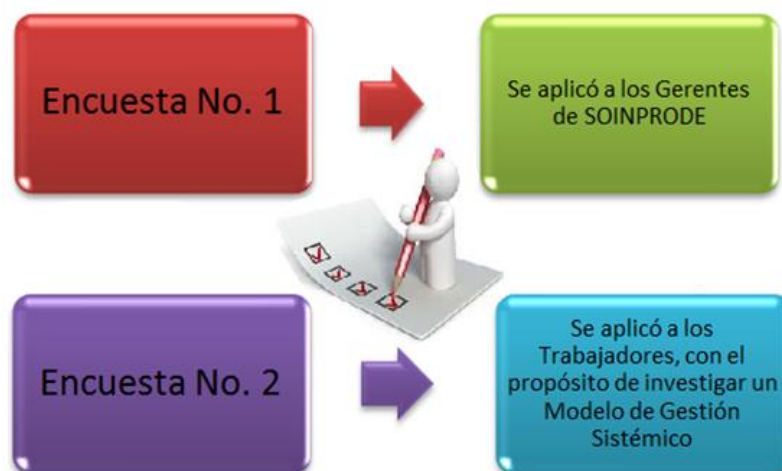 Encuesta No. 1
Se aplicó a los Gerentes
de SOINPRODE
Encuesta No. 2
Se aplicó a los
Trabajadores, con el
propósito de investigar un
Modelo de Gestión
Sistémico